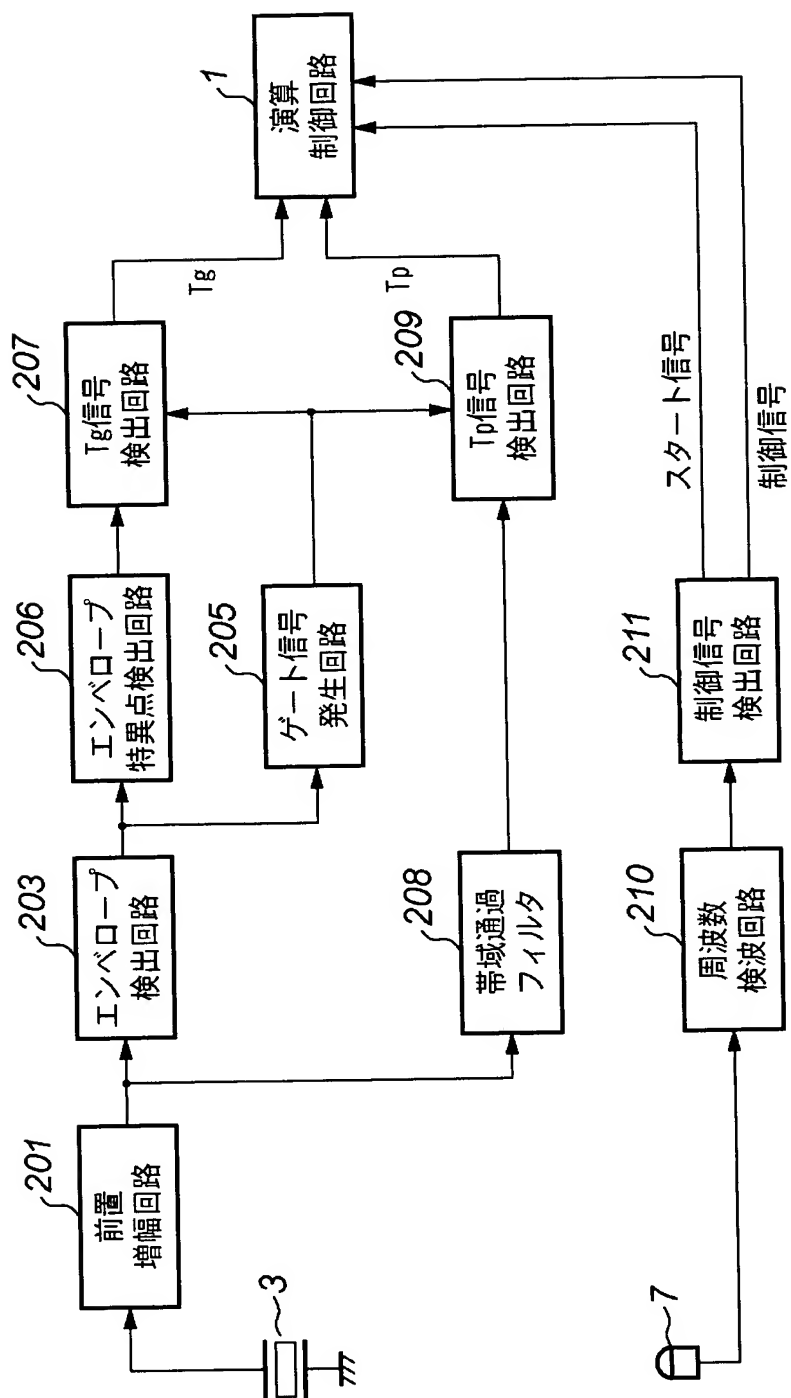 3
201
前置
増幅回路
203
エンベロープ
検出回路
206
エンベロープ
特異点検出回路
207
Tg信号
検出回路
Tg
1
演算
制御回路
205
ゲート信号
発生回路
208
帯域通過
フィルタ
209
Tp信号
検出回路
Tp
7
210
周波数
検波回路
211
制御信号
検出回路
スタート信号
制御信号